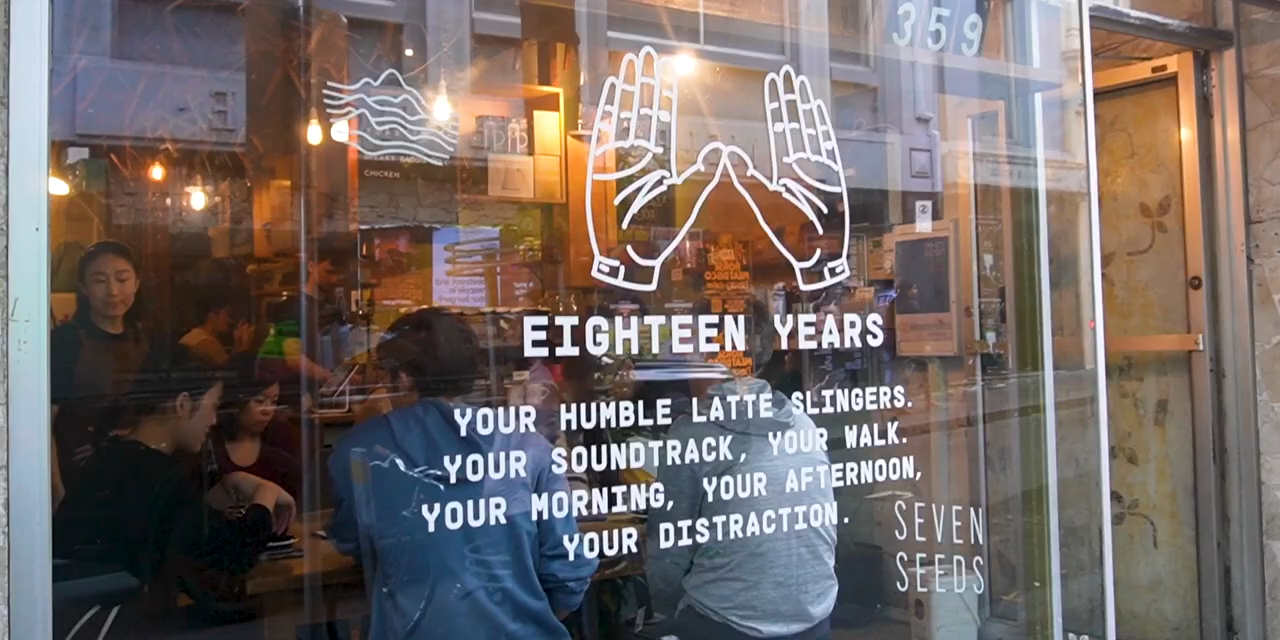 359
CHICKEN
EIGHTEEN YEARS
YOUR HUMBLE LATTE SLINGERS.
YOUR SOUNDTRACK, YOUR WALK.
YOUR MORNING, YOUR AFTERNOON,
YOUR DISTRACTION.
SEVEN
SEEDS